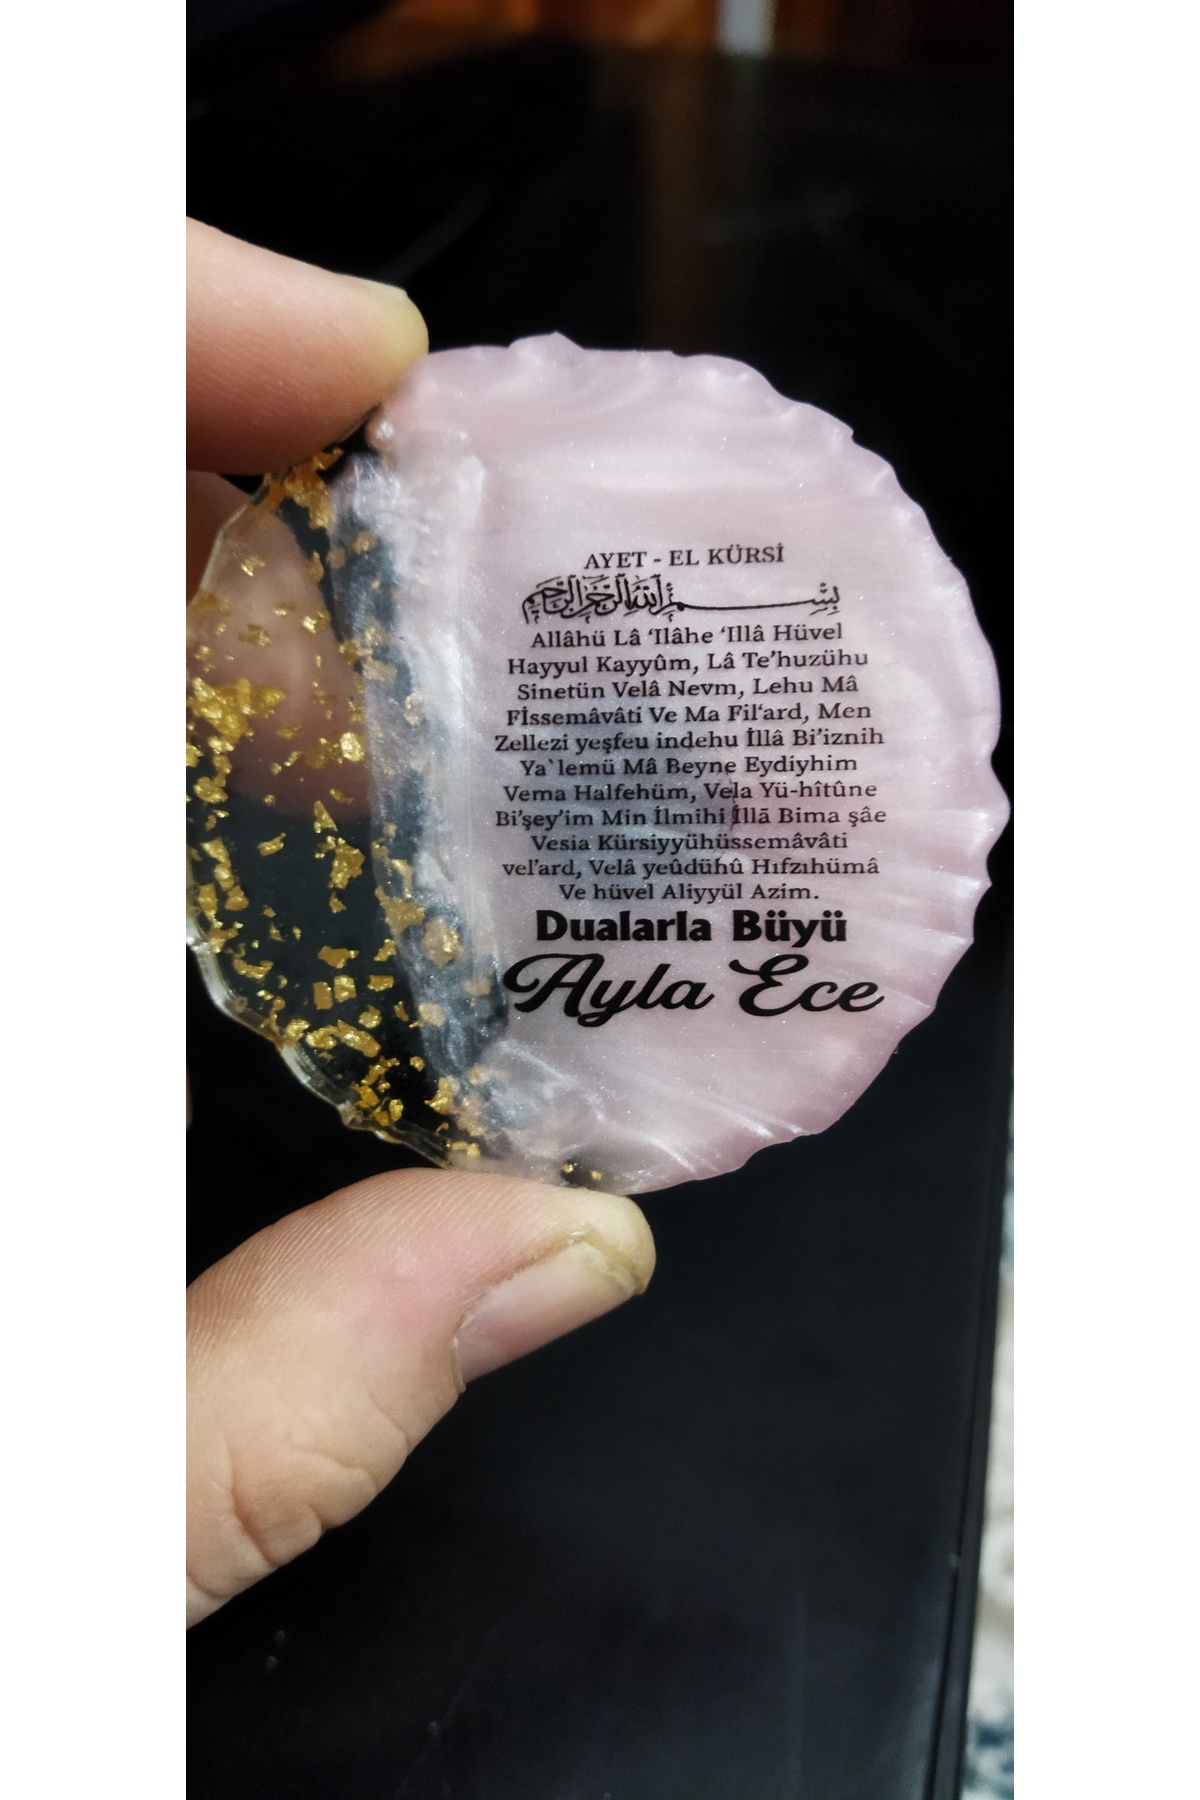 AYET - EL KÜRSİ
بسم الله الرحمن الرحيم
Allâhü Lâ ‘Ilâhe ‘Illâ Hüvel
Hayyul Kayyûm, Lâ Te’huzühu
Sinetün Velâ Nevm, Lehu Mâ
Fİssemâvâti Ve Ma Fil‘ard, Men
Zellezi yeşfeu indehu İllâ Bi’iznih
Ya`lemü Mâ Beyne Eydiyhim
Vema Halfehüm, Vela Yü-hîtûne
Bi’şey’im Min İlmihi İllā Bima şâe
Vesia Kürsiyyühüssemâvâti
vel’ard, Velâ yeûdühû Hıfzıhümâ
Ve hüvel Aliyyül Azim.
Dualarla Büyü
Ayla Ece